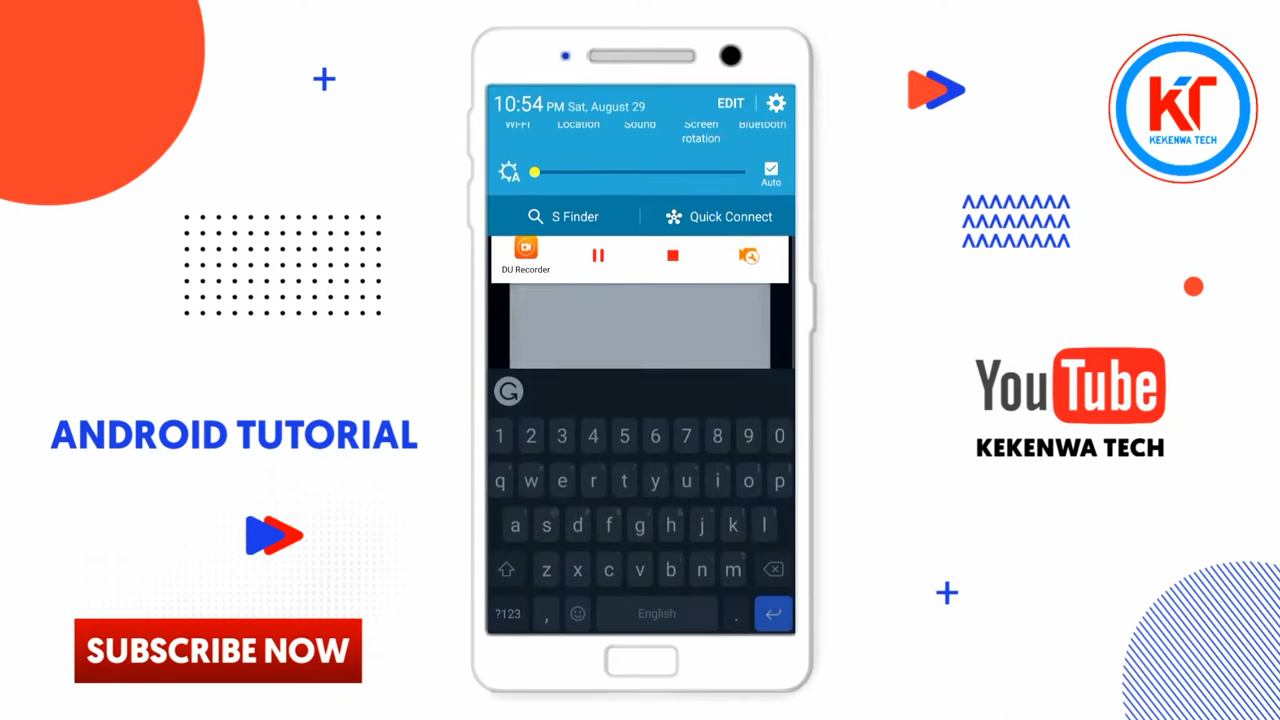 10:54 PM Sat, August 29 EDIT
Wi-Fi Location Sound Screen rotation Bluetooth
A
Auto
S Finder Quick Connect
DU Recorder
G
1 2 3 4 5 6 7 8 9 0
q w e r t y u i o p
a s d f g h j k l
z x c v b n m
?123 , English .
ANDROID TUTORIAL
SUBSCRIBE NOW
KT
KEKENWA TECH
YouTube
KEKENWA TECH